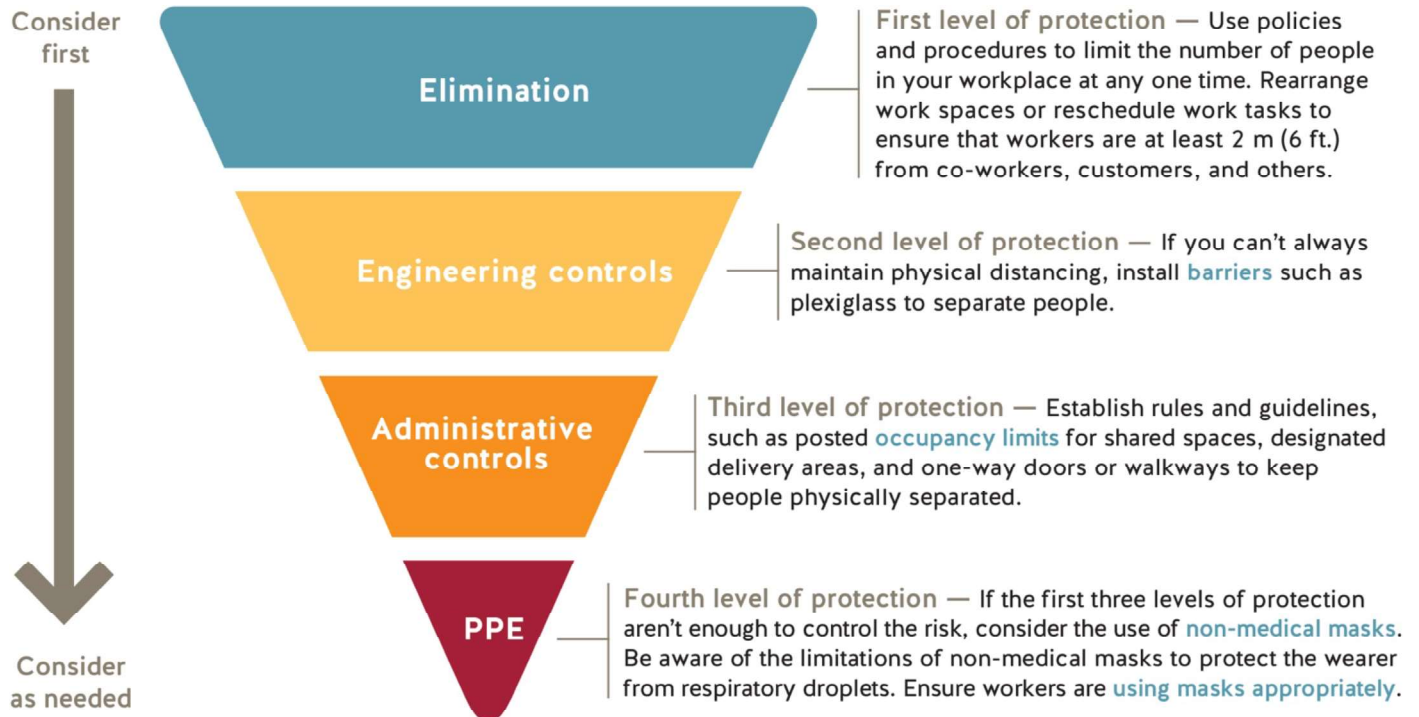 Consider
first
Elimination
First level of protection — Use policies
and procedures to limit the number of people
in your workplace at any one time. Rearrange
work spaces or reschedule work tasks to
ensure that workers are at least 2 m (6 ft.)
from co-workers, customers, and others.
Engineering controls
Second level of protection — If you can't always
maintain physical distancing, install barriers such as
plexiglass to separate people.
Administrative
controls
Third level of protection — Establish rules and guidelines,
such as posted occupancy limits for shared spaces, designated
delivery areas, and one-way doors or walkways to keep
people physically separated.
PPE
Fourth level of protection — If the first three levels of protection
aren't enough to control the risk, consider the use of non-medical masks.
Be aware of the limitations of non-medical masks to protect the wearer
from respiratory droplets. Ensure workers are using masks appropriately.
Consider
as needed